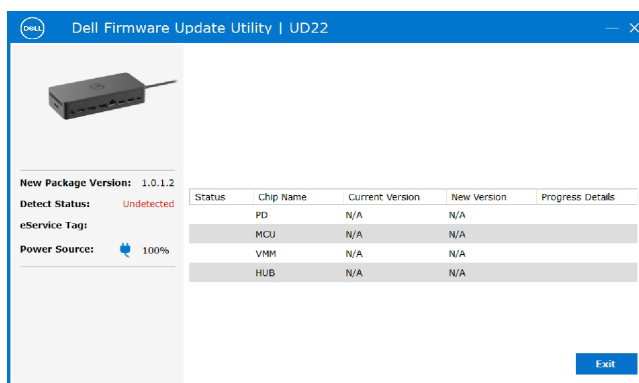 DELL Dell Firmware Update Utility | UD22
New Package Version: 1.0.1.2
Detect Status: Undetected
eService Tag:
Power Source: 100%
Status Chip Name Current Version New Version Progress Details
PD N/A N/A
MCU N/A N/A
VMM N/A N/A
HUB N/A N/A
Exit